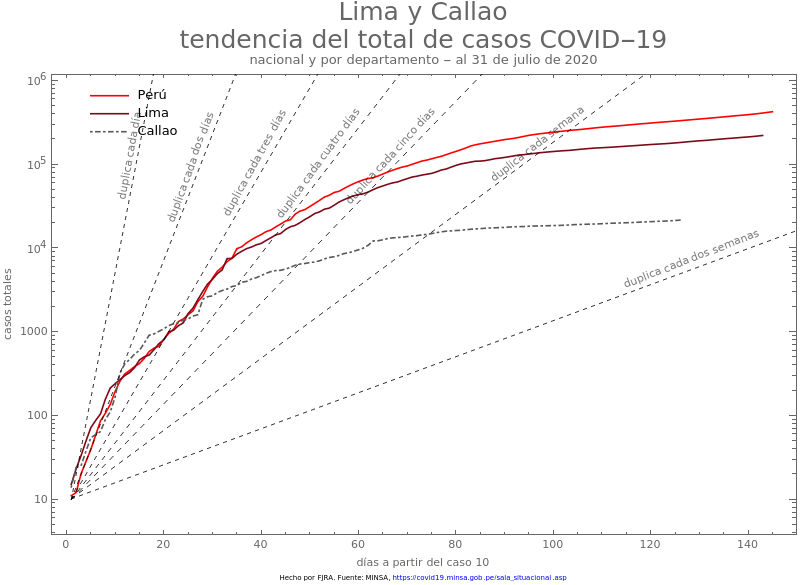 Lima y Callao
tendencia del total de casos COVID−19
nacional y por departamento − al 31 de julio de 2020
Perú
Lima
Callao
duplica cada día
duplica cada dos días
duplica cada tres días
duplica cada cuatro días
duplica cada cinco días
duplica cada semana
duplica cada dos semanas
casos totales
10^6
10^5
10^4
1000
100
10
0 20 40 60 80 100 120 140
días a partir del caso 10
Hecho por FJRA. Fuente: MINSA, https://covid19.minsa.gob.pe/sala_situacional.asp